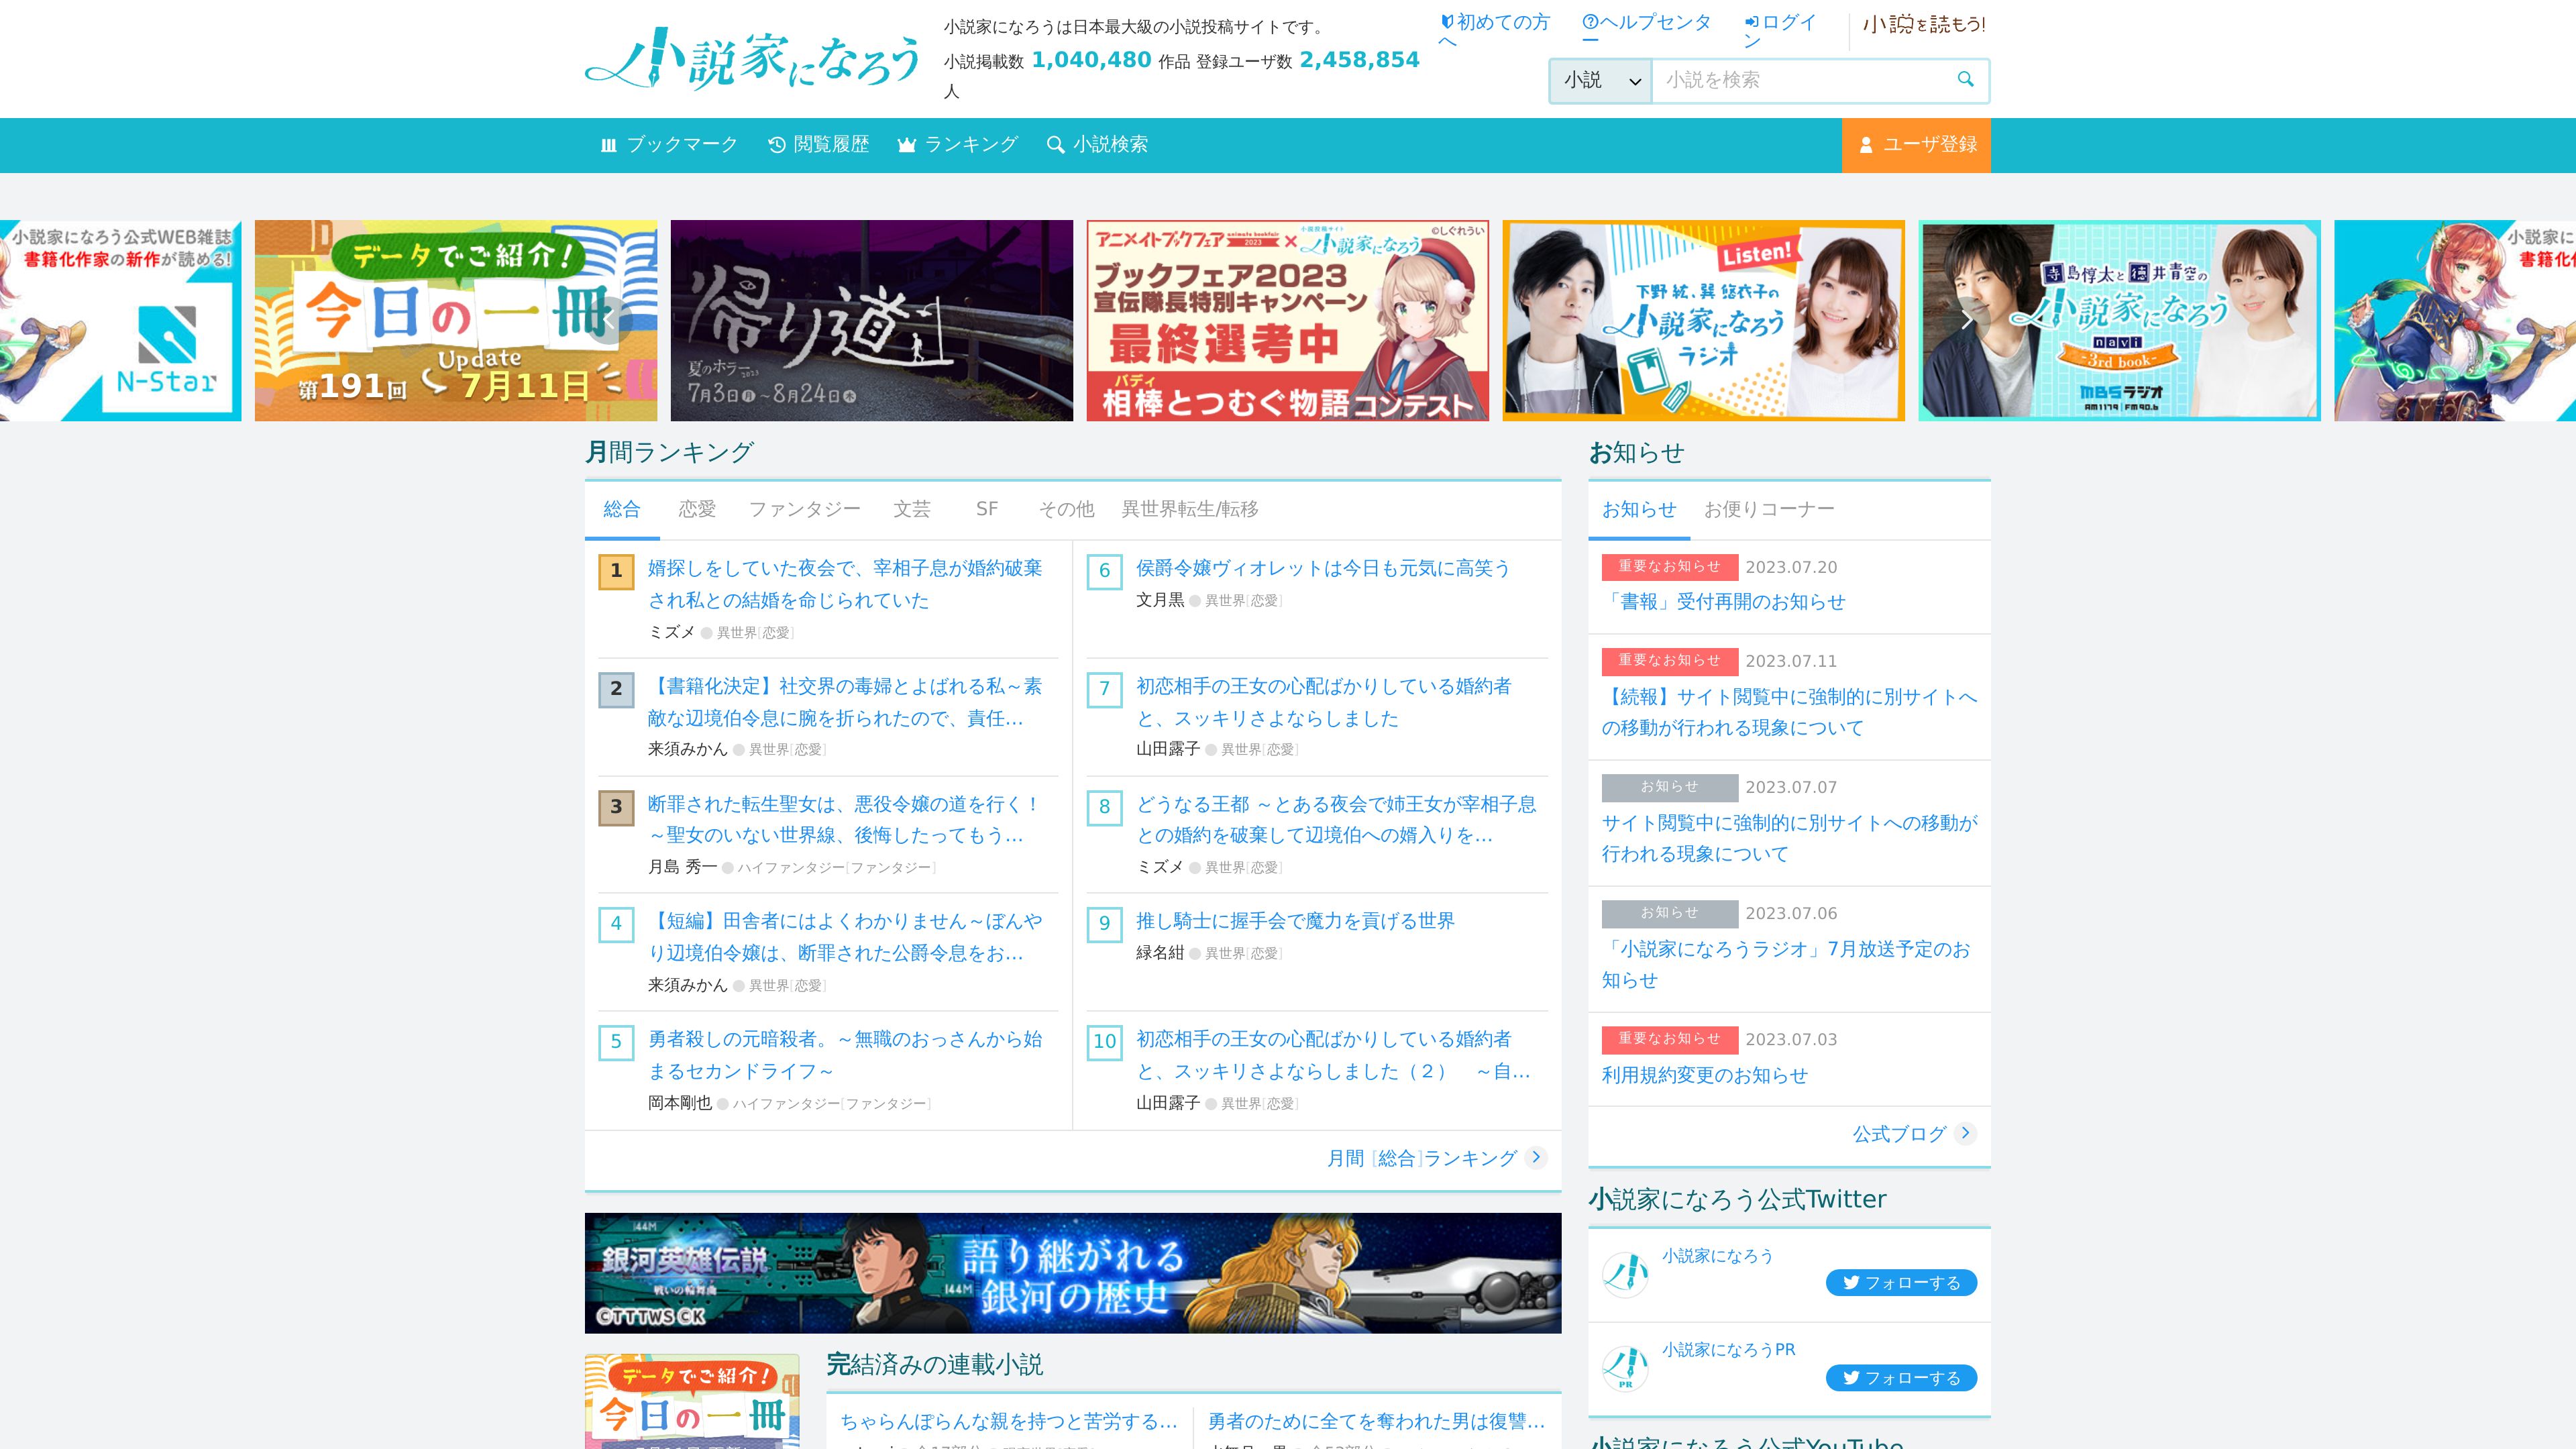 小説家になろう
小説家になろうは日本最大級の小説投稿サイトです。
小説掲載数 1,040,480 作品 登録ユーザ数 2,458,854
人
初めての方
へ
ヘルプセンタ
ー
ログイ
ン
小説を読もう!
小説
小説を検索
ブックマーク
閲覧履歴
ランキング
小説検索
ユーザ登録
小説家になろう公式WEB雑誌
書籍化作家の新作が読める!
N-Star
データでご紹介!
今日の一冊
Update
第191回
7月11日
帰り道
夏のホラー2023
7月3日㊊～8月24日㊍
©しぐれうい
アニメイトブックフェア
animate bookfair
2023
×
小説投稿サイト
小説家になろう
ブックフェア2023
宣伝隊長特別キャンペーン
最終選考中
バディ
相棒とつむぐ物語コンテスト
Listen!
下野 紘、巽 悠衣子の
小説家になろう
ラジオ
寺島惇太と徳井青空の
小説家になろう
navi
-3rd book-
MBSラジオ
AM1179 | FM90.6
小説家に
書籍化作
月間ランキング
総合
恋愛
ファンタジー
文芸
SF
その他
異世界転生/転移
1
婿探しをしていた夜会で、宰相子息が婚約破棄
され私との結婚を命じられていた
ミズメ 異世界[恋愛]
2
【書籍化決定】社交界の毒婦とよばれる私～素
敵な辺境伯令息に腕を折られたので、責任…
来須みかん 異世界[恋愛]
3
断罪された転生聖女は、悪役令嬢の道を行く！
～聖女のいない世界線、後悔したってもう…
月島 秀一 ハイファンタジー[ファンタジー]
4
【短編】田舎者にはよくわかりません～ぼんや
り辺境伯令嬢は、断罪された公爵令息をお…
来須みかん 異世界[恋愛]
5
勇者殺しの元暗殺者。～無職のおっさんから始
まるセカンドライフ～
岡本剛也 ハイファンタジー[ファンタジー]
6
侯爵令嬢ヴィオレットは今日も元気に高笑う
文月黒 異世界[恋愛]
7
初恋相手の王女の心配ばかりしている婚約者
と、スッキリさよならしました
山田露子 異世界[恋愛]
8
どうなる王都 ～とある夜会で姉王女が宰相子息
との婚約を破棄して辺境伯への婿入りを…
ミズメ 異世界[恋愛]
9
推し騎士に握手会で魔力を貢げる世界
緑名紺 異世界[恋愛]
10
初恋相手の王女の心配ばかりしている婚約者
と、スッキリさよならしました（２）　～自…
山田露子 異世界[恋愛]
月間 [総合]ランキング
お知らせ
お知らせ
お便りコーナー
重要なお知らせ 2023.07.20
「書報」受付再開のお知らせ
重要なお知らせ 2023.07.11
【続報】サイト閲覧中に強制的に別サイトへ
の移動が行われる現象について
お知らせ 2023.07.07
サイト閲覧中に強制的に別サイトへの移動が
行われる現象について
お知らせ 2023.07.06
「小説家になろうラジオ」7月放送予定のお
知らせ
重要なお知らせ 2023.07.03
利用規約変更のお知らせ
公式ブログ
小説家になろう公式Twitter
小説家になろう
フォローする
PR
小説家になろうPR
フォローする
小説家になろう公式YouTube
144M
銀河英雄伝説
戦いの輪舞曲
©TTTWS ©K
144M
語り継がれる
銀河の歴史
144M
データでご紹介!
今日の一冊
完結済みの連載小説
ちゃらんぽらんな親を持つと苦労する…
勇者のために全てを奪われた男は復讐…